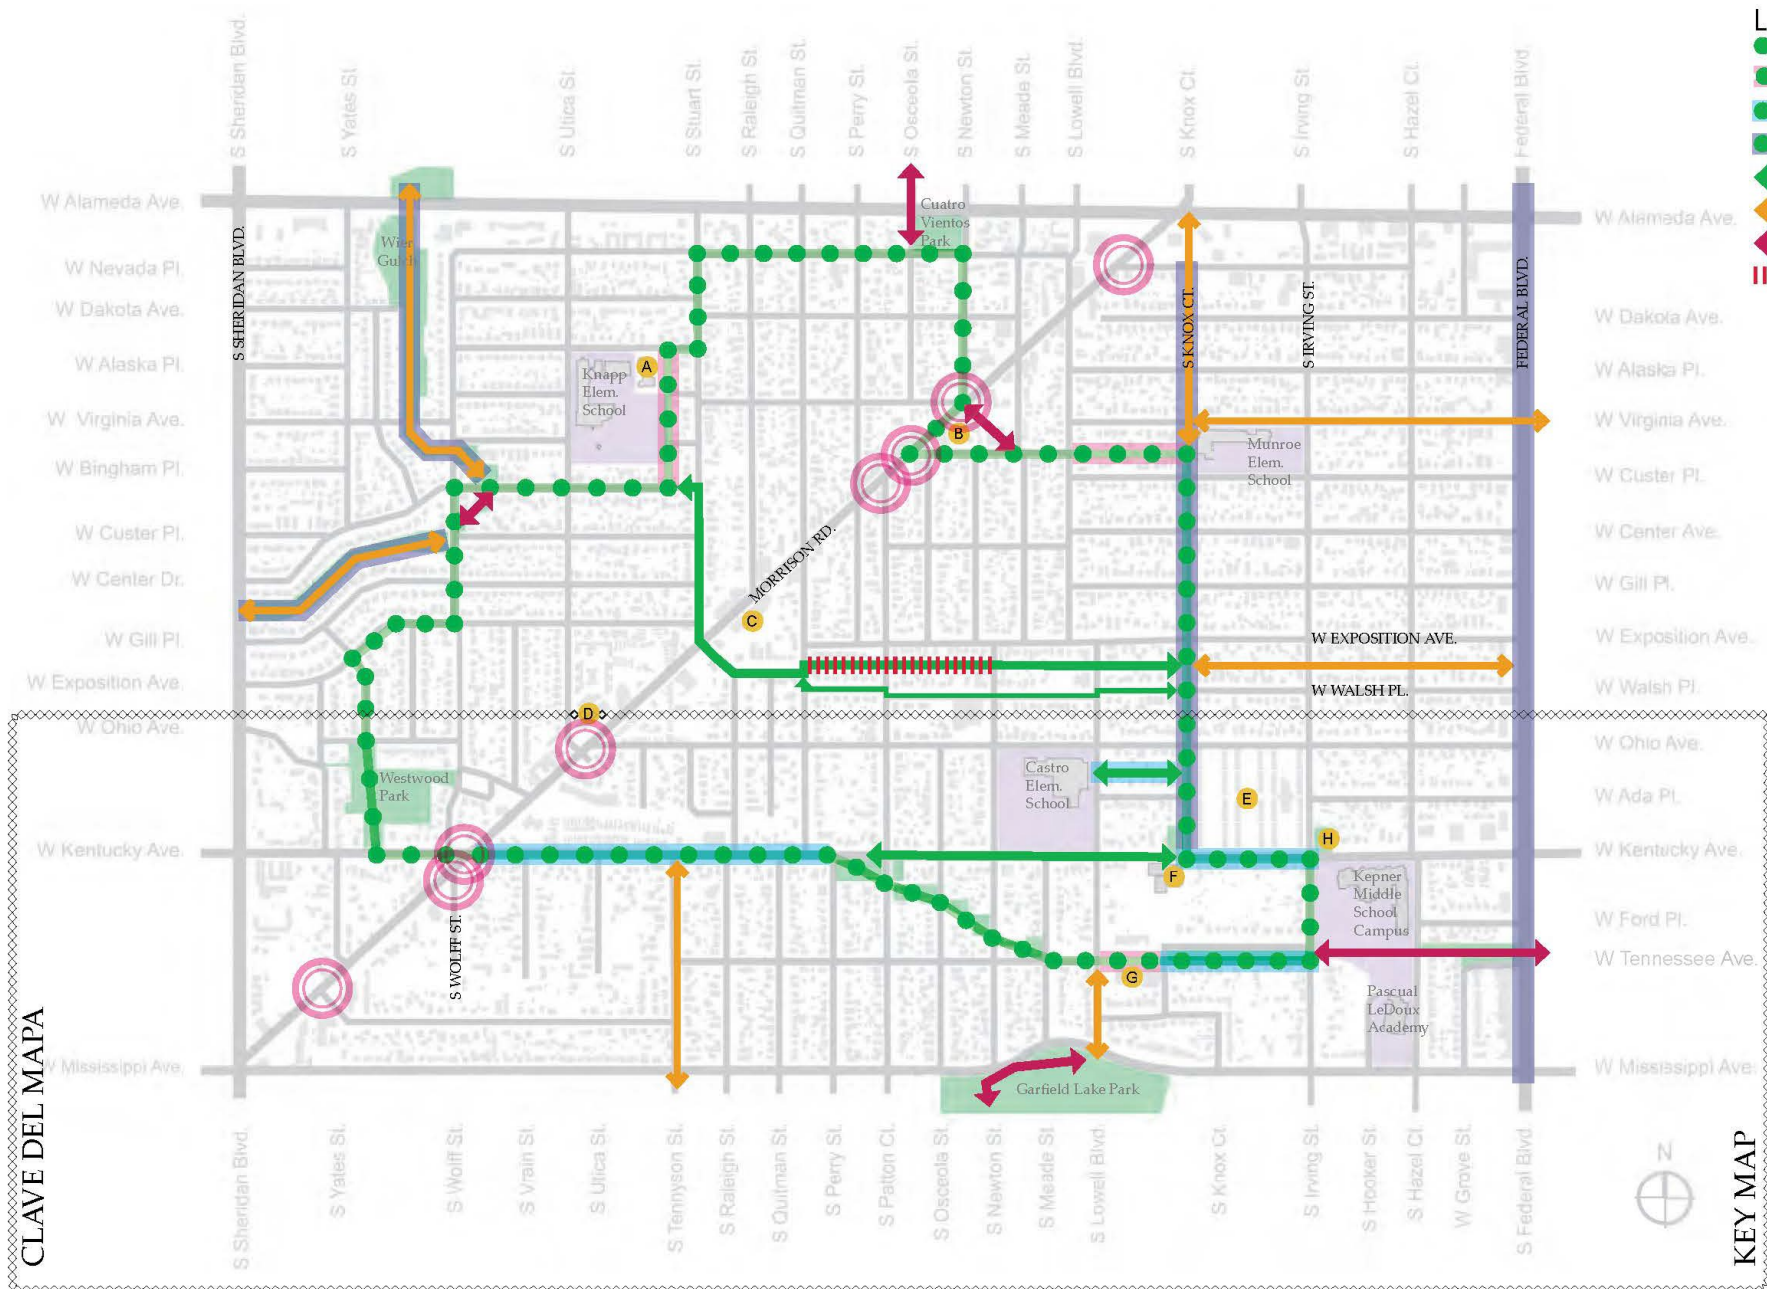 S Sheridan Blvd.
S Yates St.
S Utica St.
S Stuart St.
S Raleigh St.
S Quitman St.
S Perry St.
S Osceola St.
S Newton St.
S Meade St.
S Lowell Blvd.
S Knox Ct.
S Irving St.
S Hazel Ct.
Federal Blvd.
L
W Alameda Ave.
W Nevada Pl.
W Dakota Ave.
W Alaska Pl.
W Virginia Ave.
W Bingham Pl.
W Custer Pl.
W Center Dr.
W Gill Pl.
W Exposition Ave.
W Ohio Ave.
W Kentucky Ave.
W Mississippi Ave.
W Alameda Ave.
W Dakota Ave.
W Alaska Pl.
W Virginia Ave.
W Custer Pl.
W Center Ave.
W Gill Pl.
W Exposition Ave.
W Walsh Pl.
W Ohio Ave.
W Ada Pl.
W Kentucky Ave.
W Ford Pl.
W Tennessee Ave.
W Mississippi Ave.
S SHERIDAN BLVD.
S KNOX CT.
S IRVING ST.
FEDERAL BLVD.
MORRISON RD.
W EXPOSITION AVE.
W WALSH PL.
S WOLFF ST.
Wier
Gulch
Cuatro
Vientos
Park
Knapp
Elem.
School
Munroe
Elem.
School
Castro
Elem.
School
Westwood
Park
Kepner
Middle
School
Campus
Pascual
LeDoux
Academy
Garfield Lake Park
A
B
C
D
E
F
G
H
S Sheridan Blvd.
S Yates St.
S Wolff St.
S Vrain St.
S Utica St.
S Tennyson St.
S Raleigh St.
S Quitman St.
S Perry St.
S Patton Ct.
S Osceola St.
S Newton St.
S Meade St
S Lowell Blvd.
S Knox Ct.
S Irving St.
S Hooker St.
S Hazel Ct.
W Grove St.
S Federal Blvd
N
CLAVE DEL MAPA
KEY MAP